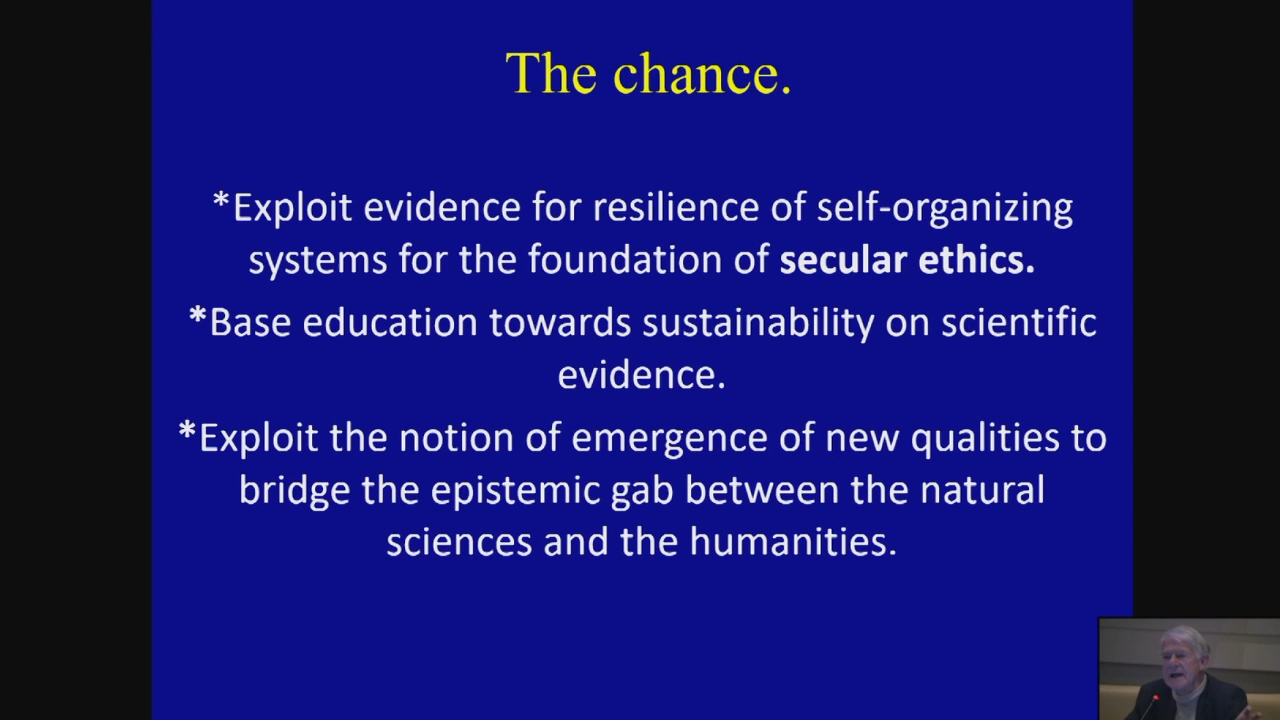 The chance.
*Exploit evidence for resilience of self-organizing
systems for the foundation of secular ethics.
*Base education towards sustainability on scientific
evidence.
*Exploit the notion of emergence of new qualities to
bridge the epistemic gab between the natural
sciences and the humanities.